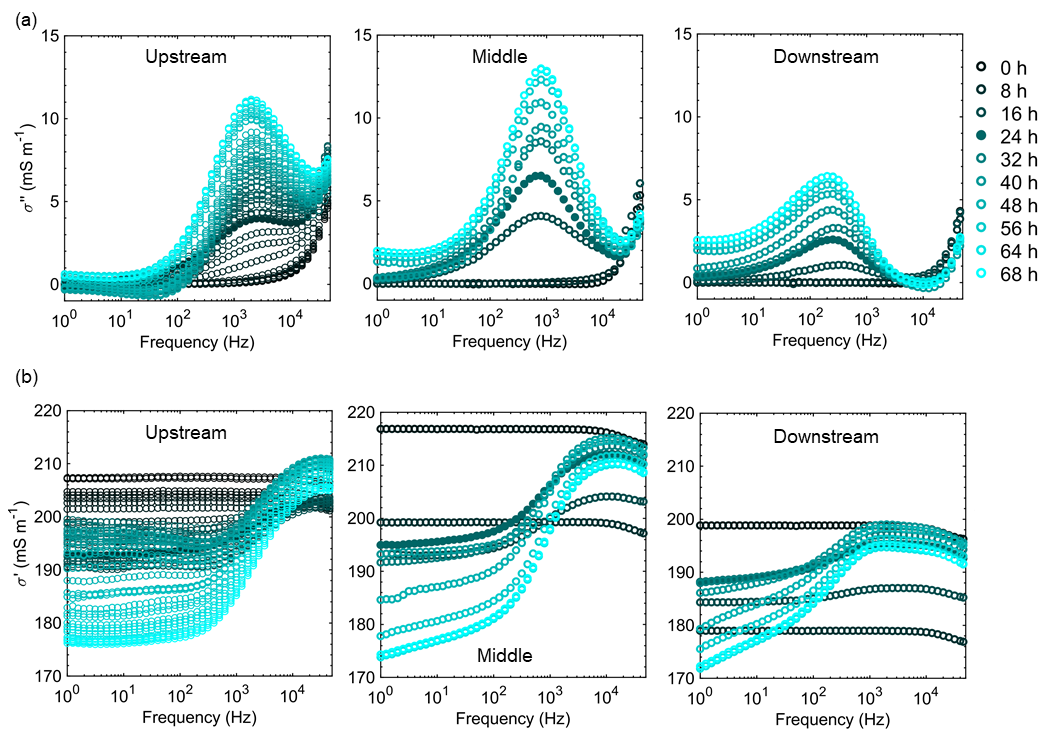 (a)
Upstream
Middle
Downstream
15
10
5
0
15
10
5
0
15
10
5
0
σ'' (mS m⁻¹)
10⁰ 10¹ 10² 10³ 10⁴
10⁰ 10¹ 10² 10³ 10⁴
10⁰ 10¹ 10² 10³ 10⁴
Frequency (Hz)
Frequency (Hz)
Frequency (Hz)
0 h
8 h
16 h
24 h
32 h
40 h
48 h
56 h
64 h
68 h
(b)
Upstream
Middle
Downstream
220
210
200
190
180
170
220
210
200
190
180
170
220
210
200
190
180
170
σ' (mS m⁻¹)
10⁰ 10¹ 10² 10³ 10⁴
10⁰ 10¹ 10² 10³ 10⁴
10⁰ 10¹ 10² 10³ 10⁴
Frequency (Hz)
Frequency (Hz)
Frequency (Hz)